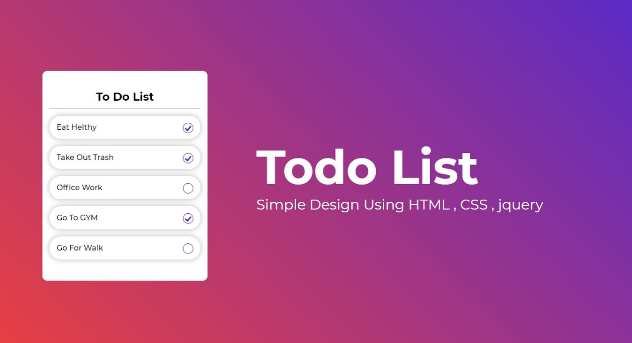 To Do List
Eat Helthy
Take Out Trash
Office Work
Go To GYM
Go For Walk
Todo List
Simple Design Using HTML , CSS , jquery